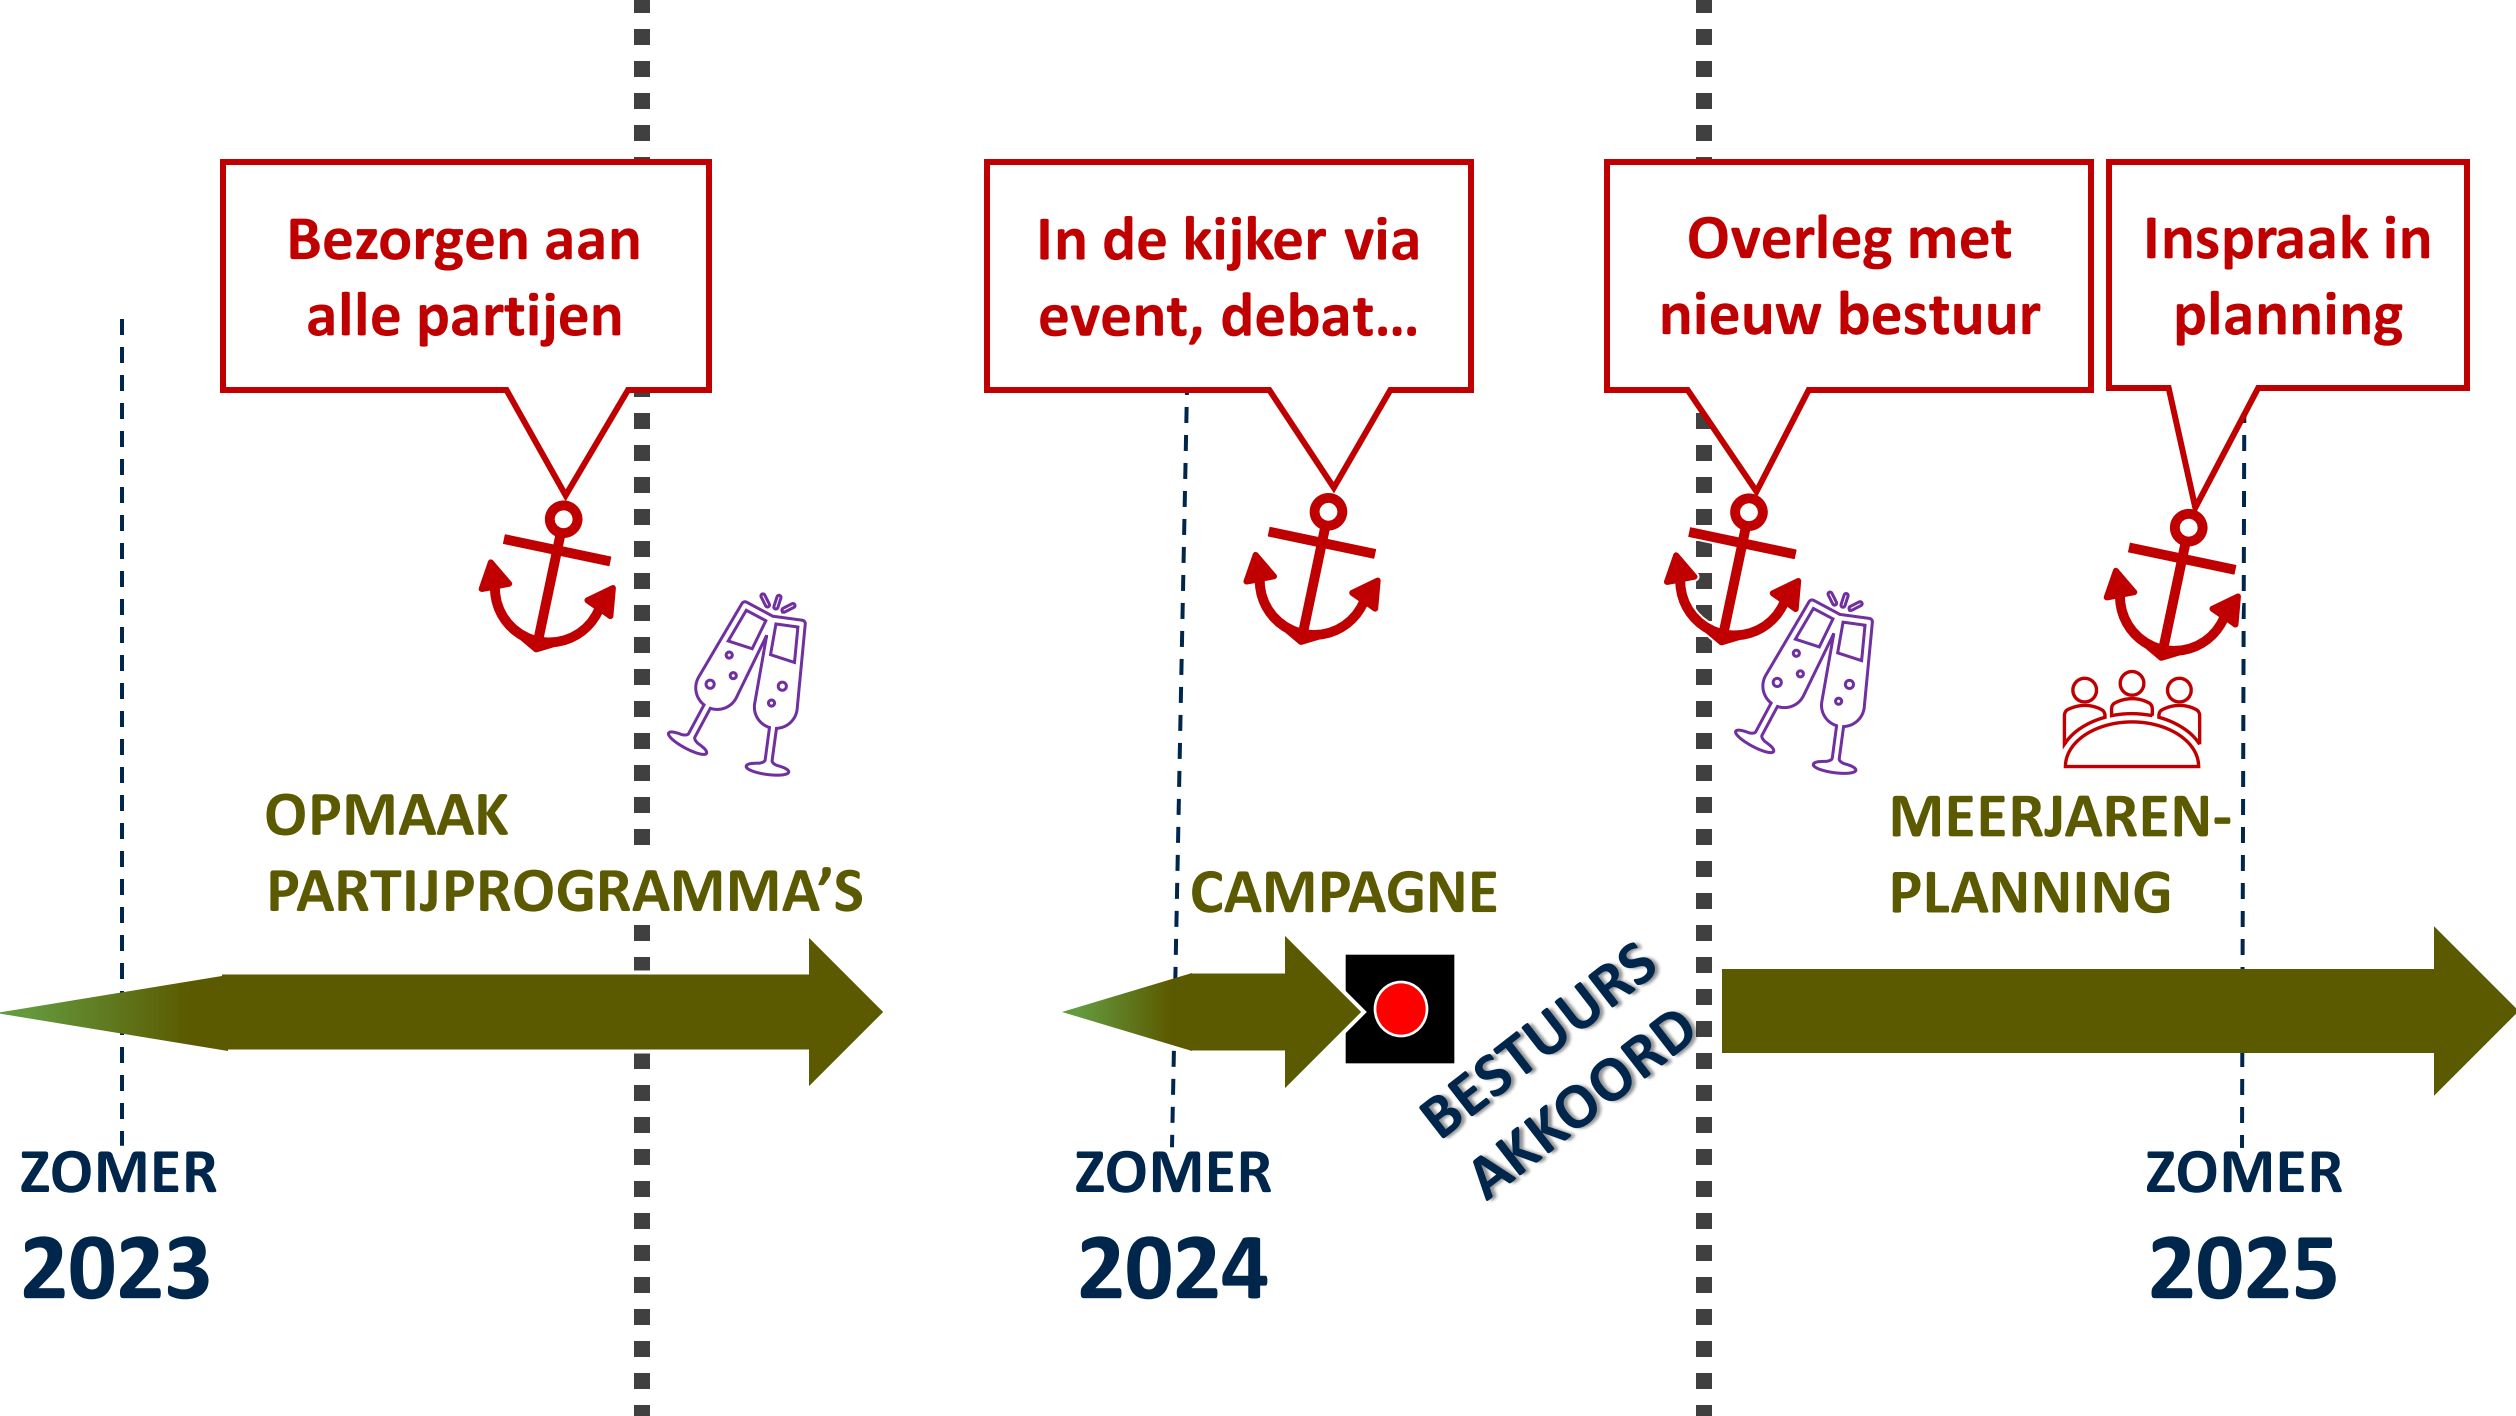 Bezorgen aan
alle partijen
In de kijker via
event, debat...
Overleg met
nieuw bestuur
Inspraak in
planning
OPMAAK
PARTIJPROGRAMMA’S
CAMPAGNE
BESTUURS
AKKOORD
MEERJAREN-
PLANNING
ZOMER
2023
ZOMER
2024
ZOMER
2025